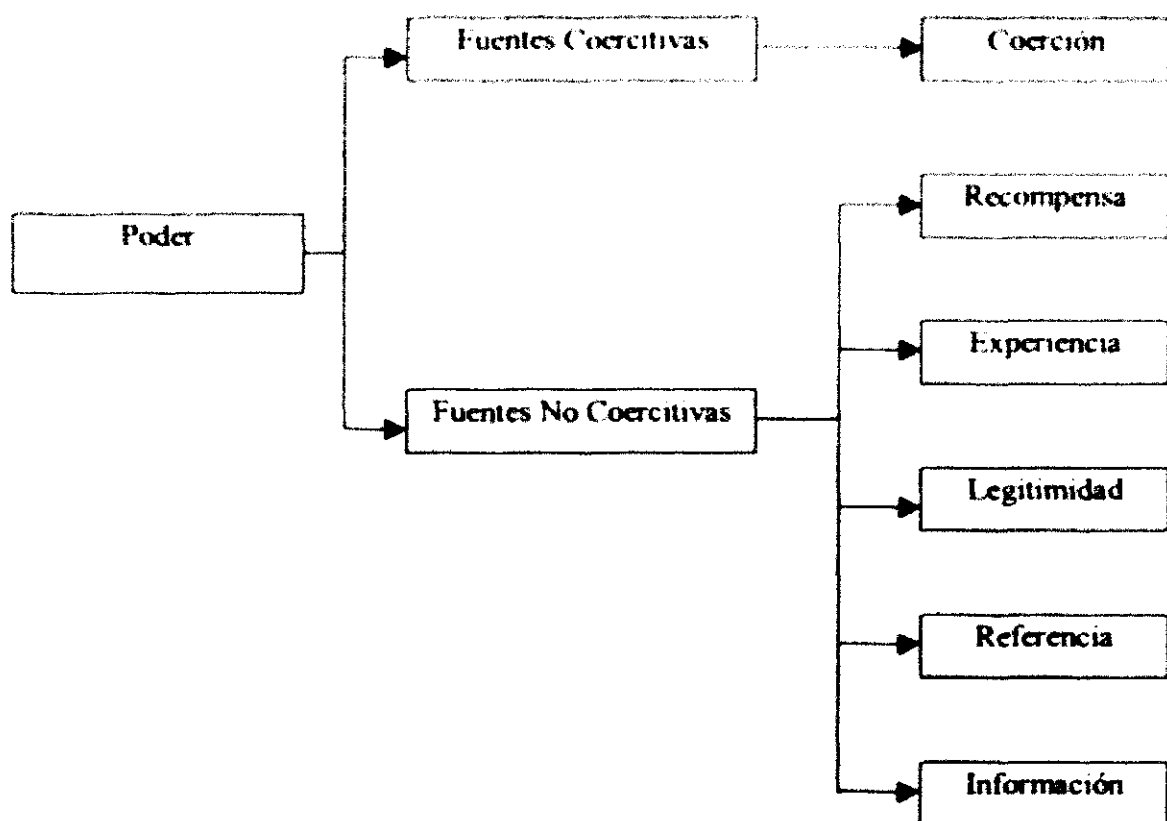 Fuentes Coercitivas
Coerción
Recompensa
Poder
Experiencia
Fuentes No Coercitivas
Legitimidad
Referencia
Información